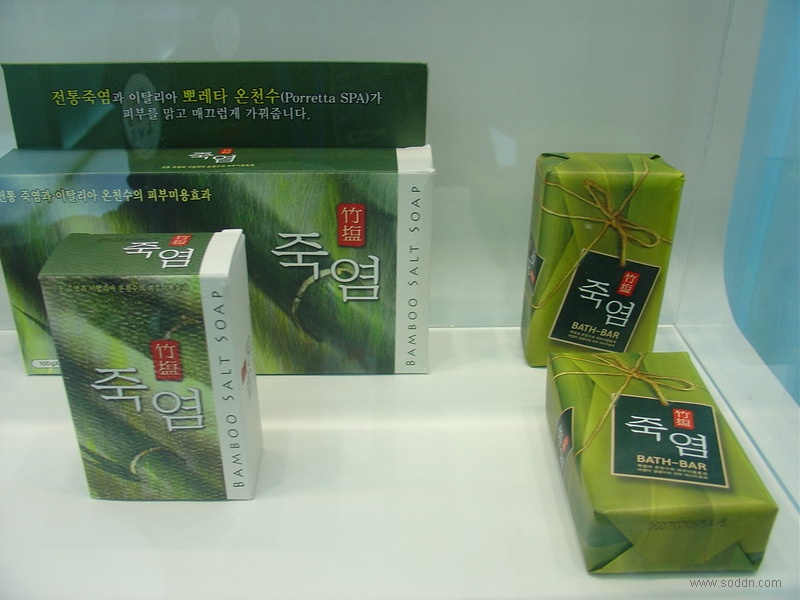 전통죽염과 이탈리아 뽀레타 온천수(Porretta SPA)가
피부를 맑고 매끄럽게 가꿔줍니다.
죽염
전통 죽염과 이탈리아 온천수의 피부미용효과
竹塩
죽염
BAMBOO SALT SOAP
100g
죽염
竹塩
죽염
BAMBOO SALT SOAP
竹塩
죽염
BATH-BAR
竹塩
죽염
BATH-BAR
www.soddn.com